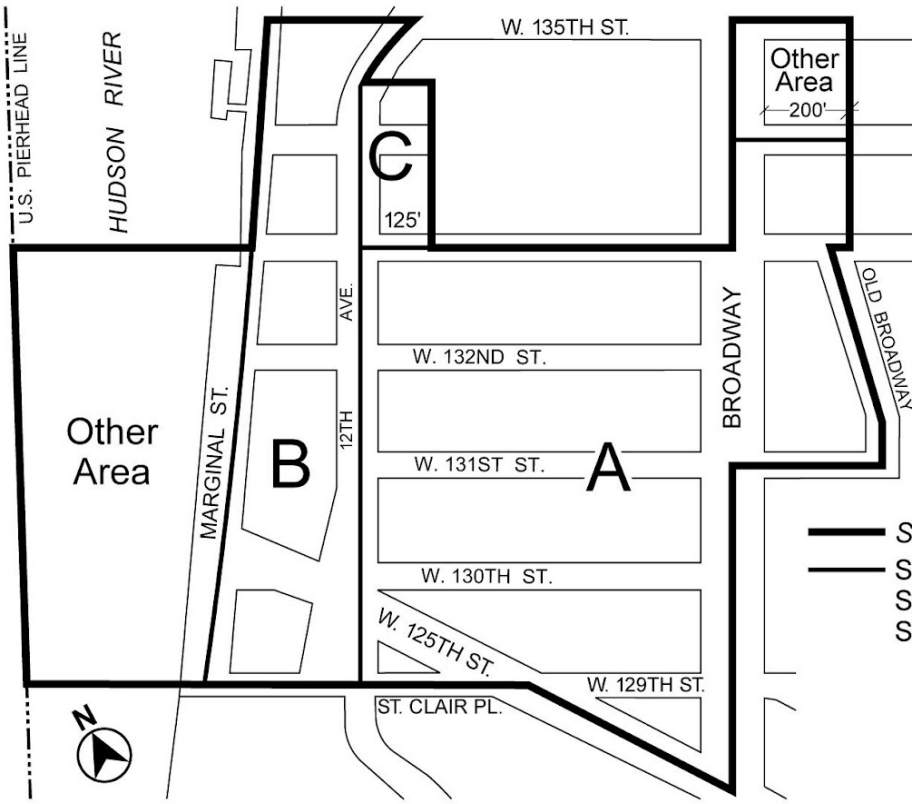 W. 135TH ST.
Other
Area
200'
U.S. PIERHEAD LINE
HUDSON RIVER
C
125'
AVE.
12TH
W. 132ND ST.
BROADWAY
OLD BROADWAY
Other
Area
MARGINAL ST.
B
W. 131ST ST.
A
S
S
S
S
W. 130TH ST.
W. 125TH ST.
W. 129TH ST.
ST. CLAIR PL.
N